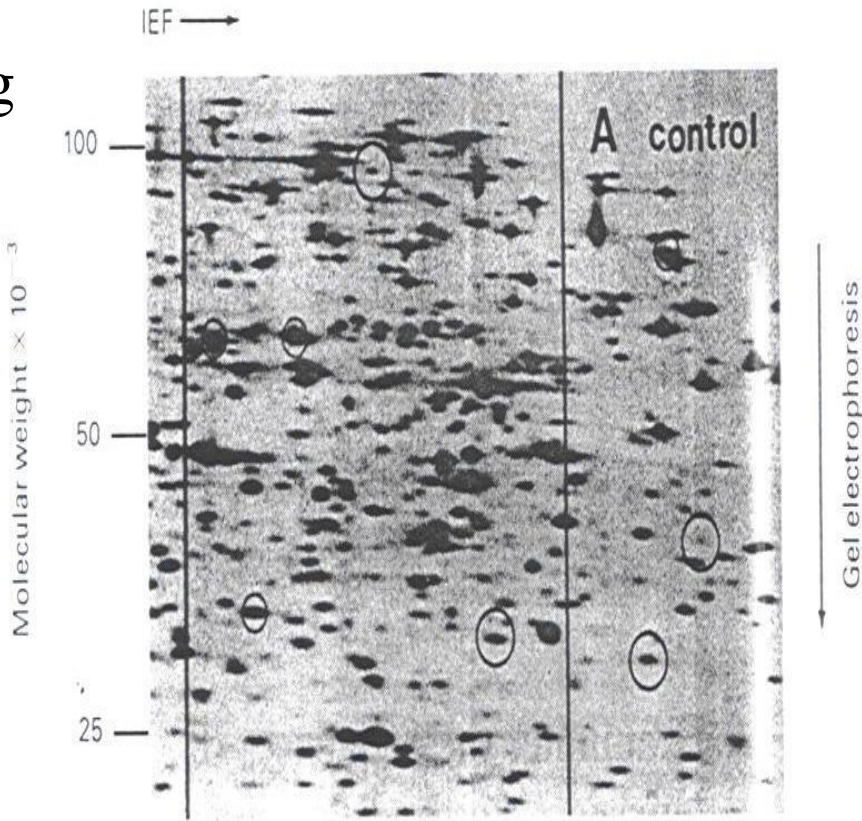 IEF
g
A control
100
50
25
Molecular weight × 10⁻³
Gel electrophoresis